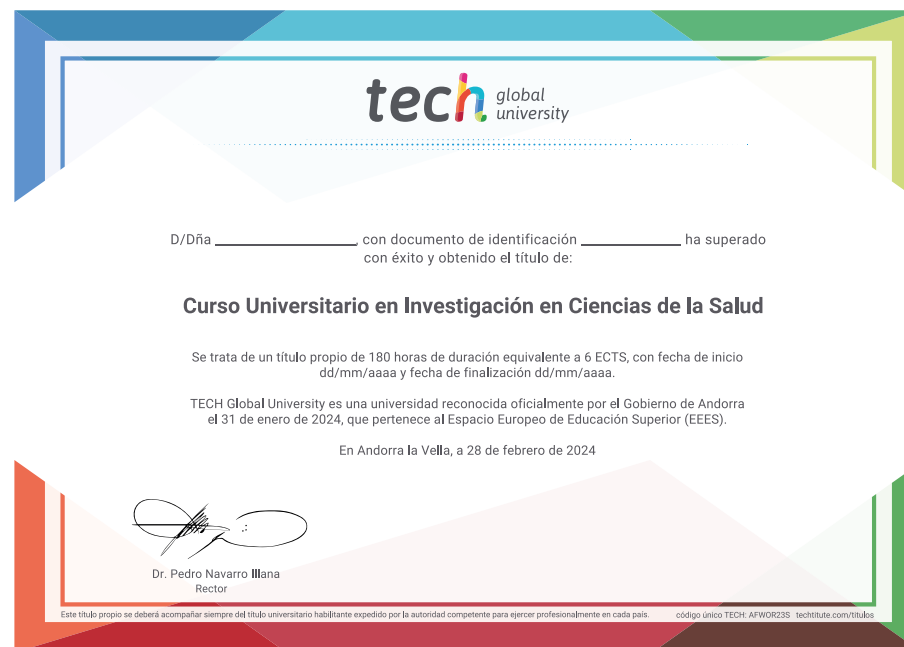 tech global university
D/Dña ____________________, con documento de identificación ______________ ha superado
con éxito y obtenido el título de:
Curso Universitario en Investigación en Ciencias de la Salud
Se trata de un título propio de 180 horas de duración equivalente a 6 ECTS, con fecha de inicio
dd/mm/aaaa y fecha de finalización dd/mm/aaaa.
TECH Global University es una universidad reconocida oficialmente por el Gobierno de Andorra
el 31 de enero de 2024, que pertenece al Espacio Europeo de Educación Superior (EEES).
En Andorra la Vella, a 28 de febrero de 2024
Dr. Pedro Navarro Illana
Rector
Este título propio se deberá acompañar siempre del título universitario habilitante expedido por la autoridad competente para ejercer profesionalmente en cada país. código único TECH: AFWOR23S techtitute.com/titulos